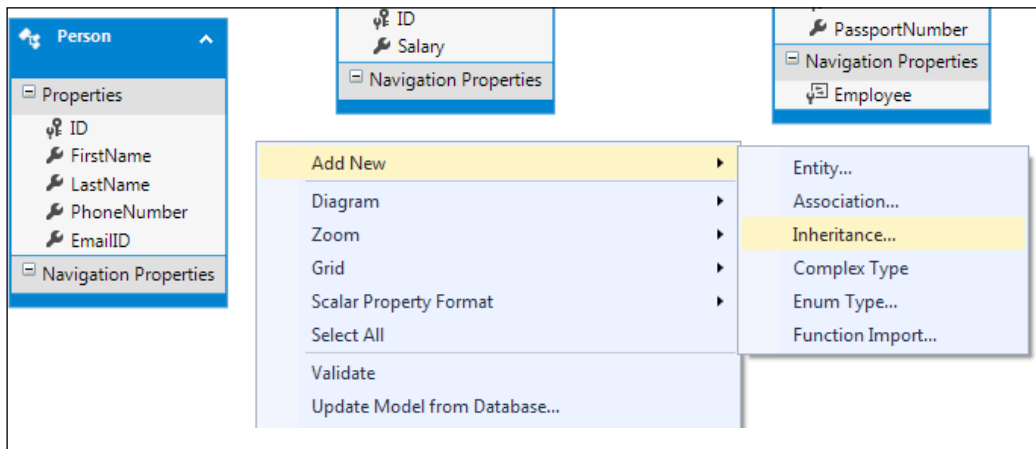 Person
Properties
ID
FirstName
LastName
PhoneNumber
EmailID
Navigation Properties
ID
Salary
Navigation Properties
PassportNumber
Navigation Properties
Employee
Add New
Diagram
Zoom
Grid
Scalar Property Format
Select All
Validate
Update Model from Database...
Entity...
Association...
Inheritance...
Complex Type
Enum Type...
Function Import...